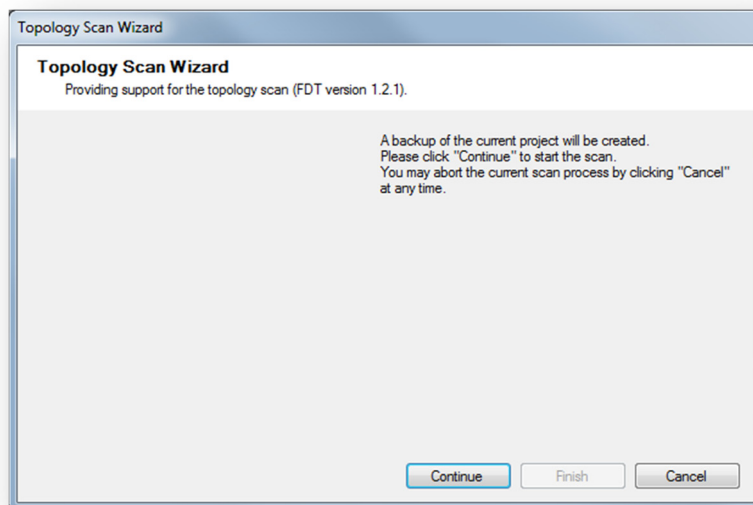 Topology Scan Wizard
Topology Scan Wizard
Providing support for the topology scan (FDT version 1.2.1).
A backup of the current project will be created.
Please click "Continue" to start the scan.
You may abort the current scan process by clicking "Cancel"
at any time.
Continue
Finish
Cancel